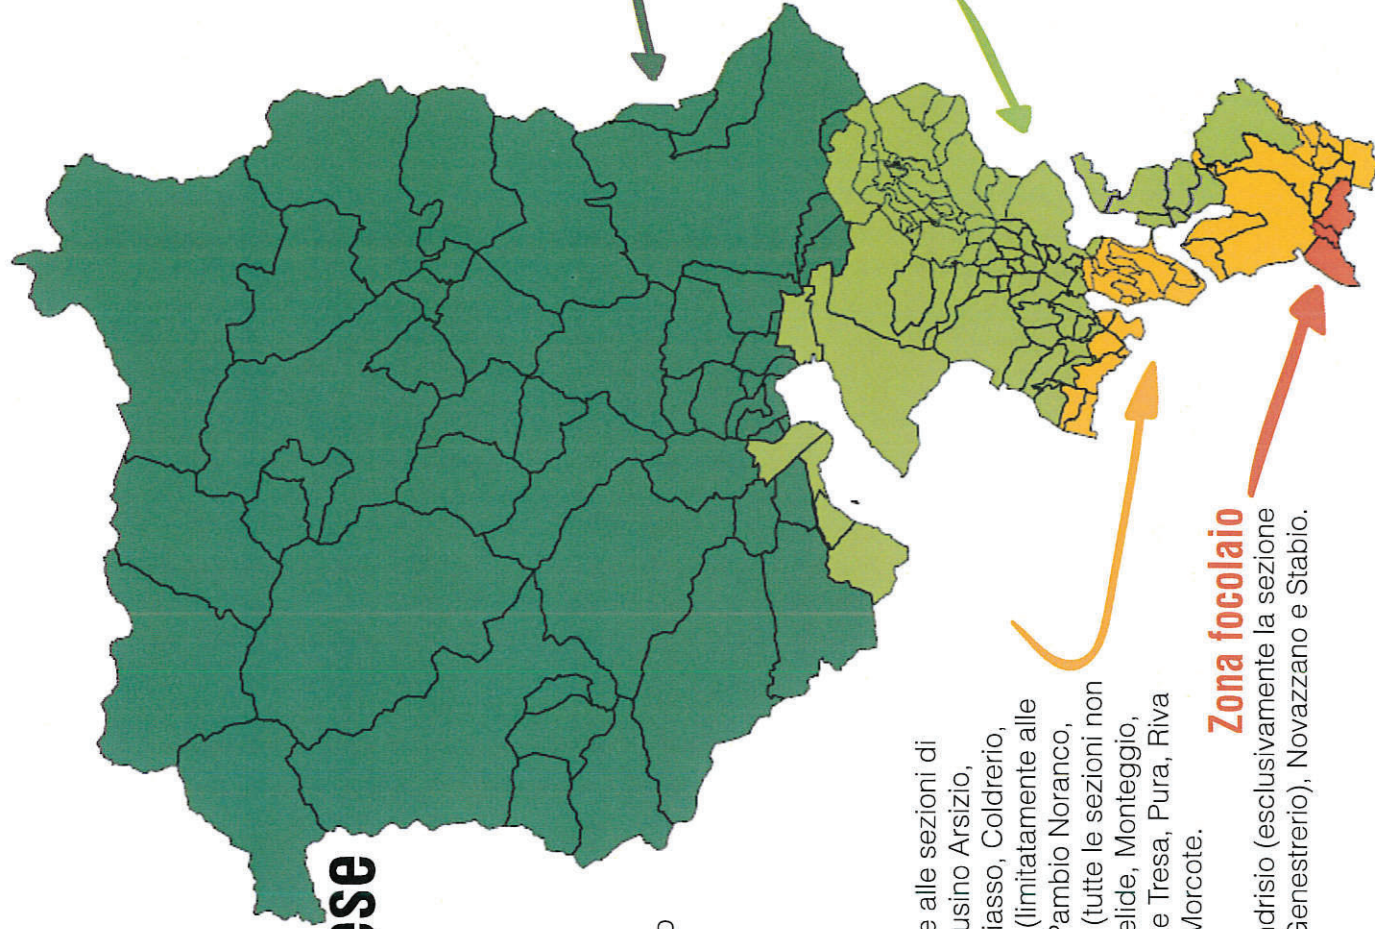 ese
o
e alle sezioni di
usino Arsizio,
iasso, Coldrerio,
(limitatamente alle
Pambio Noranco,
(tutte le sezioni non
elide, Monteggio,
e Tresa, Pura, Riva
Morcote.
Zona focolaio
ndrisio (esclusivamente la sezione
Genestrerio), Novazzano e Stabio.